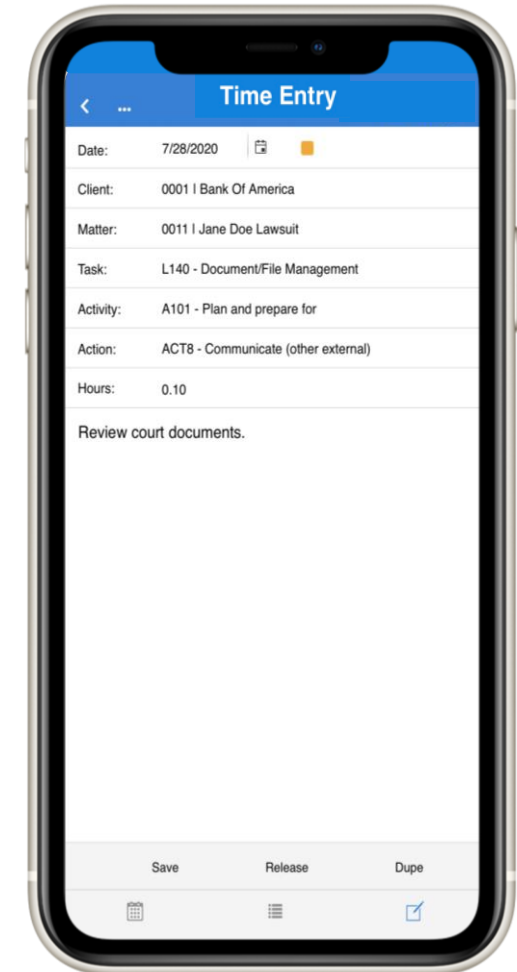 Time Entry
...
Date: 7/28/2020
Client: 0001 I Bank Of America
Matter: 0011 I Jane Doe Lawsuit
Task: L140 - Document/File Management
Activity: A101 - Plan and prepare for
Action: ACT8 - Communicate (other external)
Hours: 0.10
Review court documents.
Save Release Dupe